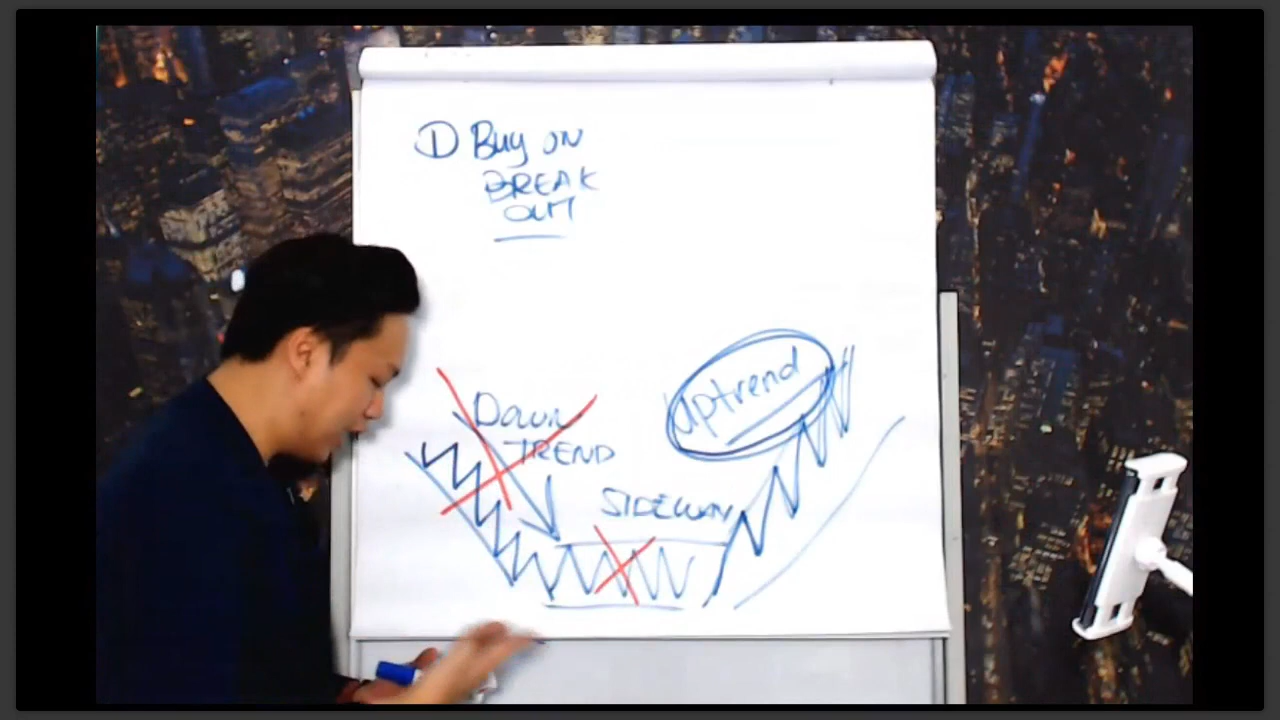 ① Buy on
BREAK
OUT
DOWN
TREND
Uptrend
SIDEWAY